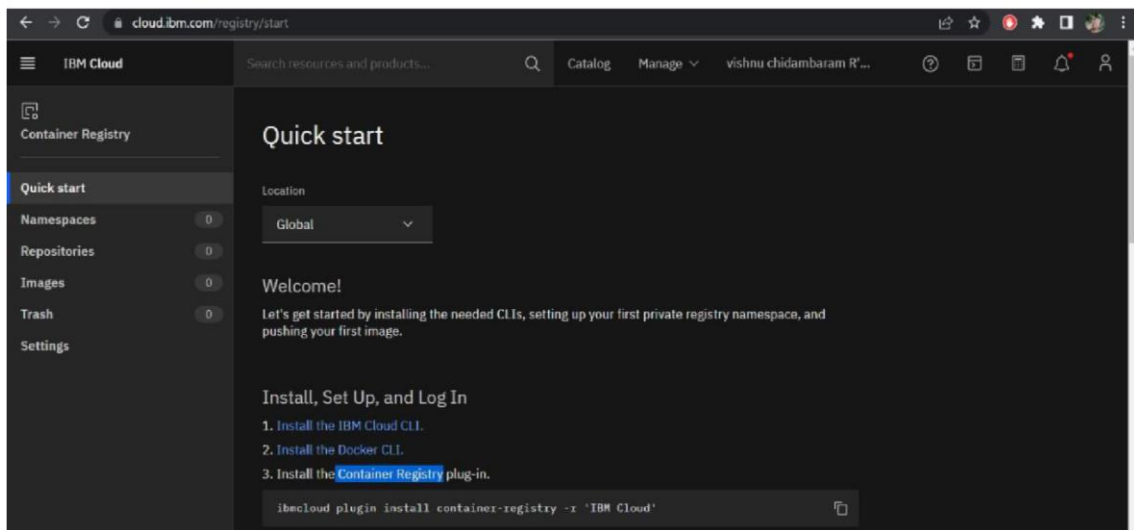 cloud.ibm.com/registry/start
IBM Cloud
Search resources and products...
Catalog
Manage
vishnu chidambaram R'...
Container Registry
Quick start
Namespaces 0
Repositories 0
Images 0
Trash 0
Settings
Quick start
Location
Global
Welcome!
Let's get started by installing the needed CLIs, setting up your first private registry namespace, and
pushing your first image.
Install, Set Up, and Log In
1. Install the IBM Cloud CLI.
2. Install the Docker CLI.
3. Install the Container Registry plug-in.
ibmcloud plugin install container-registry -r 'IBM Cloud'